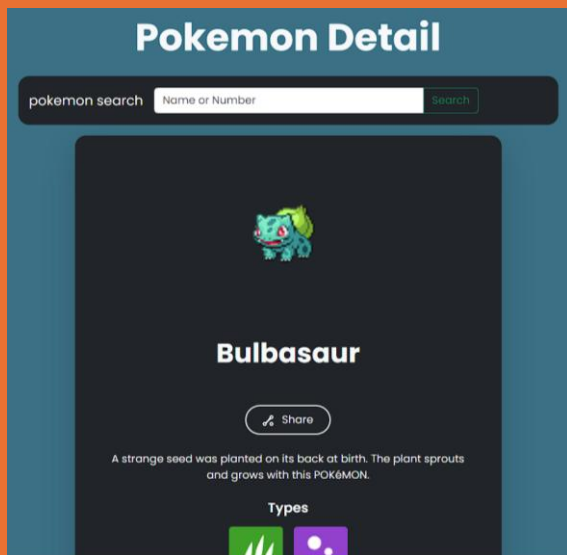 Pokemon Detail
pokemon search Name or Number Search
Bulbasaur
Share
A strange seed was planted on its back at birth. The plant sprouts
and grows with this POKéMON.
Types